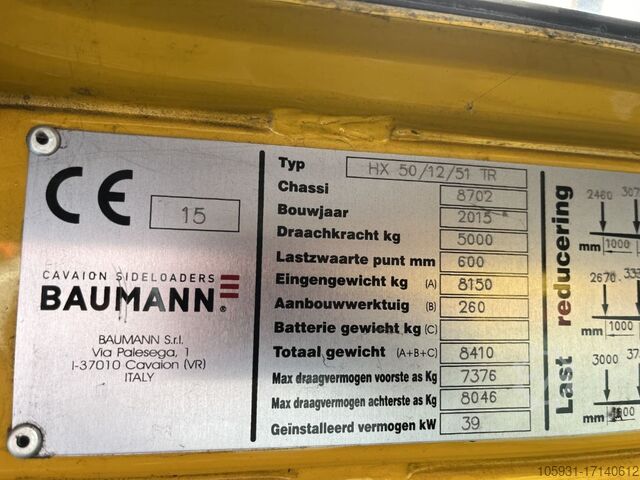 CE 15
CAVAION SIDELOADERS
BAUMANN®
BAUMANN S.r.l.
Via Palesega, 1
I-37010 Cavaion (VR)
ITALY
Typ HX 50/12/51 TR
Chassi 8702
Bouwjaar 2015
Draachkracht kg 5000
Lastzwaarte punt mm 600
Eingengewicht kg (A) 8150
Aanbouwwerktuig (B) 260
Batterie gewicht kg (C)
Totaal gewicht (A+B+C) 8410
Max draagvermogen voorste as Kg 7376
Max draagvermogen achterste as Kg 8046
Geïnstalleerd vermogen kW 39
Last reducering
2460
mm 1000
2670
mm 1000
3000
mm
105931-17140612